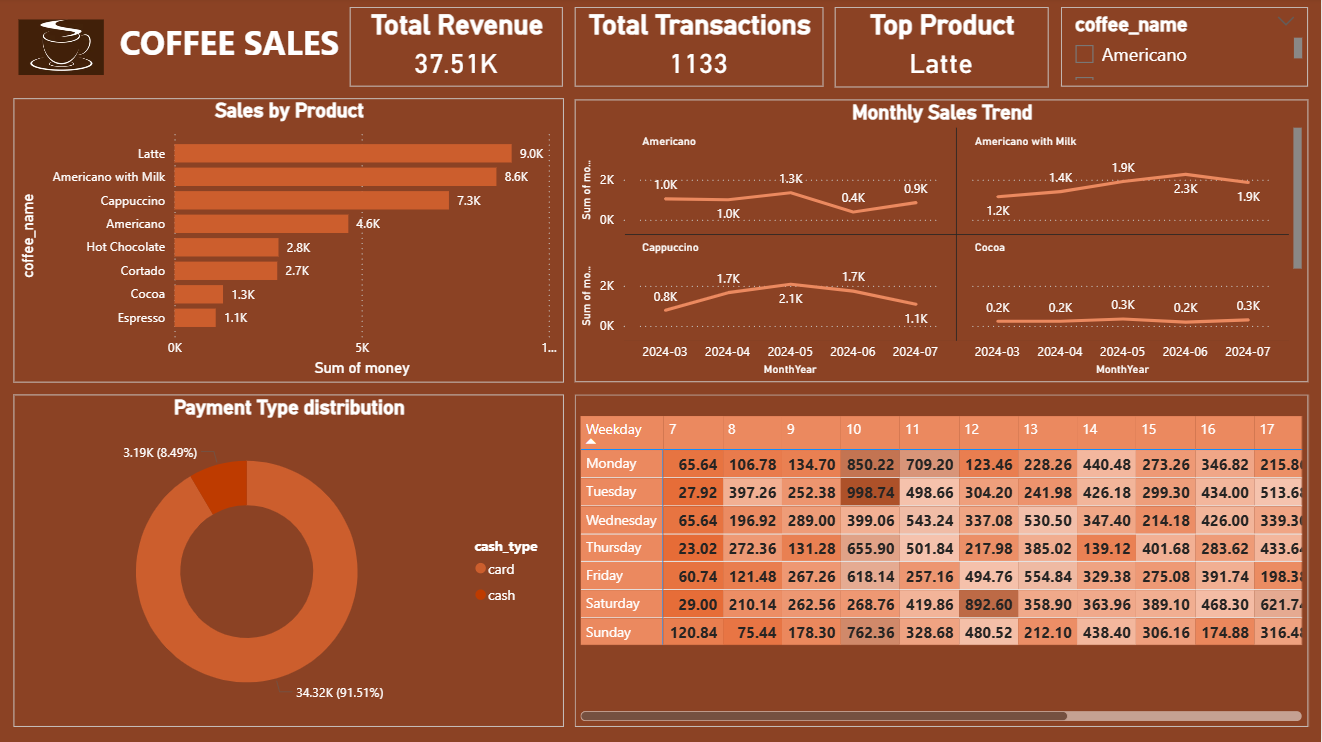 COFFEE SALES
Total Revenue
37.51K
Total Transactions
1133
Top Product
Latte
coffee_name
Americano
Sales by Product
coffee_name
Latte 9.0K
Americano with Milk 8.6K
Cappuccino 7.3K
Americano 4.6K
Hot Chocolate 2.8K
Cortado 2.7K
Cocoa 1.3K
Espresso 1.1K
0K 5K 1...
Sum of money
Monthly Sales Trend
Americano
Sum of mo...
2K
0K
1.0K 1.0K 1.3K 0.4K 0.9K
Americano with Milk
1.2K 1.4K 1.9K 2.3K 1.9K
Cappuccino
Sum of mo...
2K
0K
0.8K 1.7K 2.1K 1.7K 1.1K
Cocoa
0.2K 0.2K 0.3K 0.2K 0.3K
2024-03 2024-04 2024-05 2024-06 2024-07
MonthYear
2024-03 2024-04 2024-05 2024-06 2024-07
MonthYear
Payment Type distribution
3.19K (8.49%)
34.32K (91.51%)
cash_type
card
cash
Weekday 7 8 9 10 11 12 13 14 15 16 17
Monday 65.64 106.78 134.70 850.22 709.20 123.46 228.26 440.48 273.26 346.82 215.8
Tuesday 27.92 397.26 252.38 998.74 498.66 304.20 241.98 426.18 299.30 434.00 513.6
Wednesday 65.64 196.92 289.00 399.06 543.24 337.08 530.50 347.40 214.18 426.00 339.3
Thursday 23.02 272.36 131.28 655.90 501.84 217.98 385.02 139.12 401.68 283.62 433.6
Friday 60.74 121.48 267.26 618.14 257.16 494.76 554.84 329.38 275.08 391.74 198.3
Saturday 29.00 210.14 262.56 268.76 419.86 892.60 358.90 363.96 389.10 468.30 621.7
Sunday 120.84 75.44 178.30 762.36 328.68 480.52 212.10 438.40 306.16 174.88 316.4